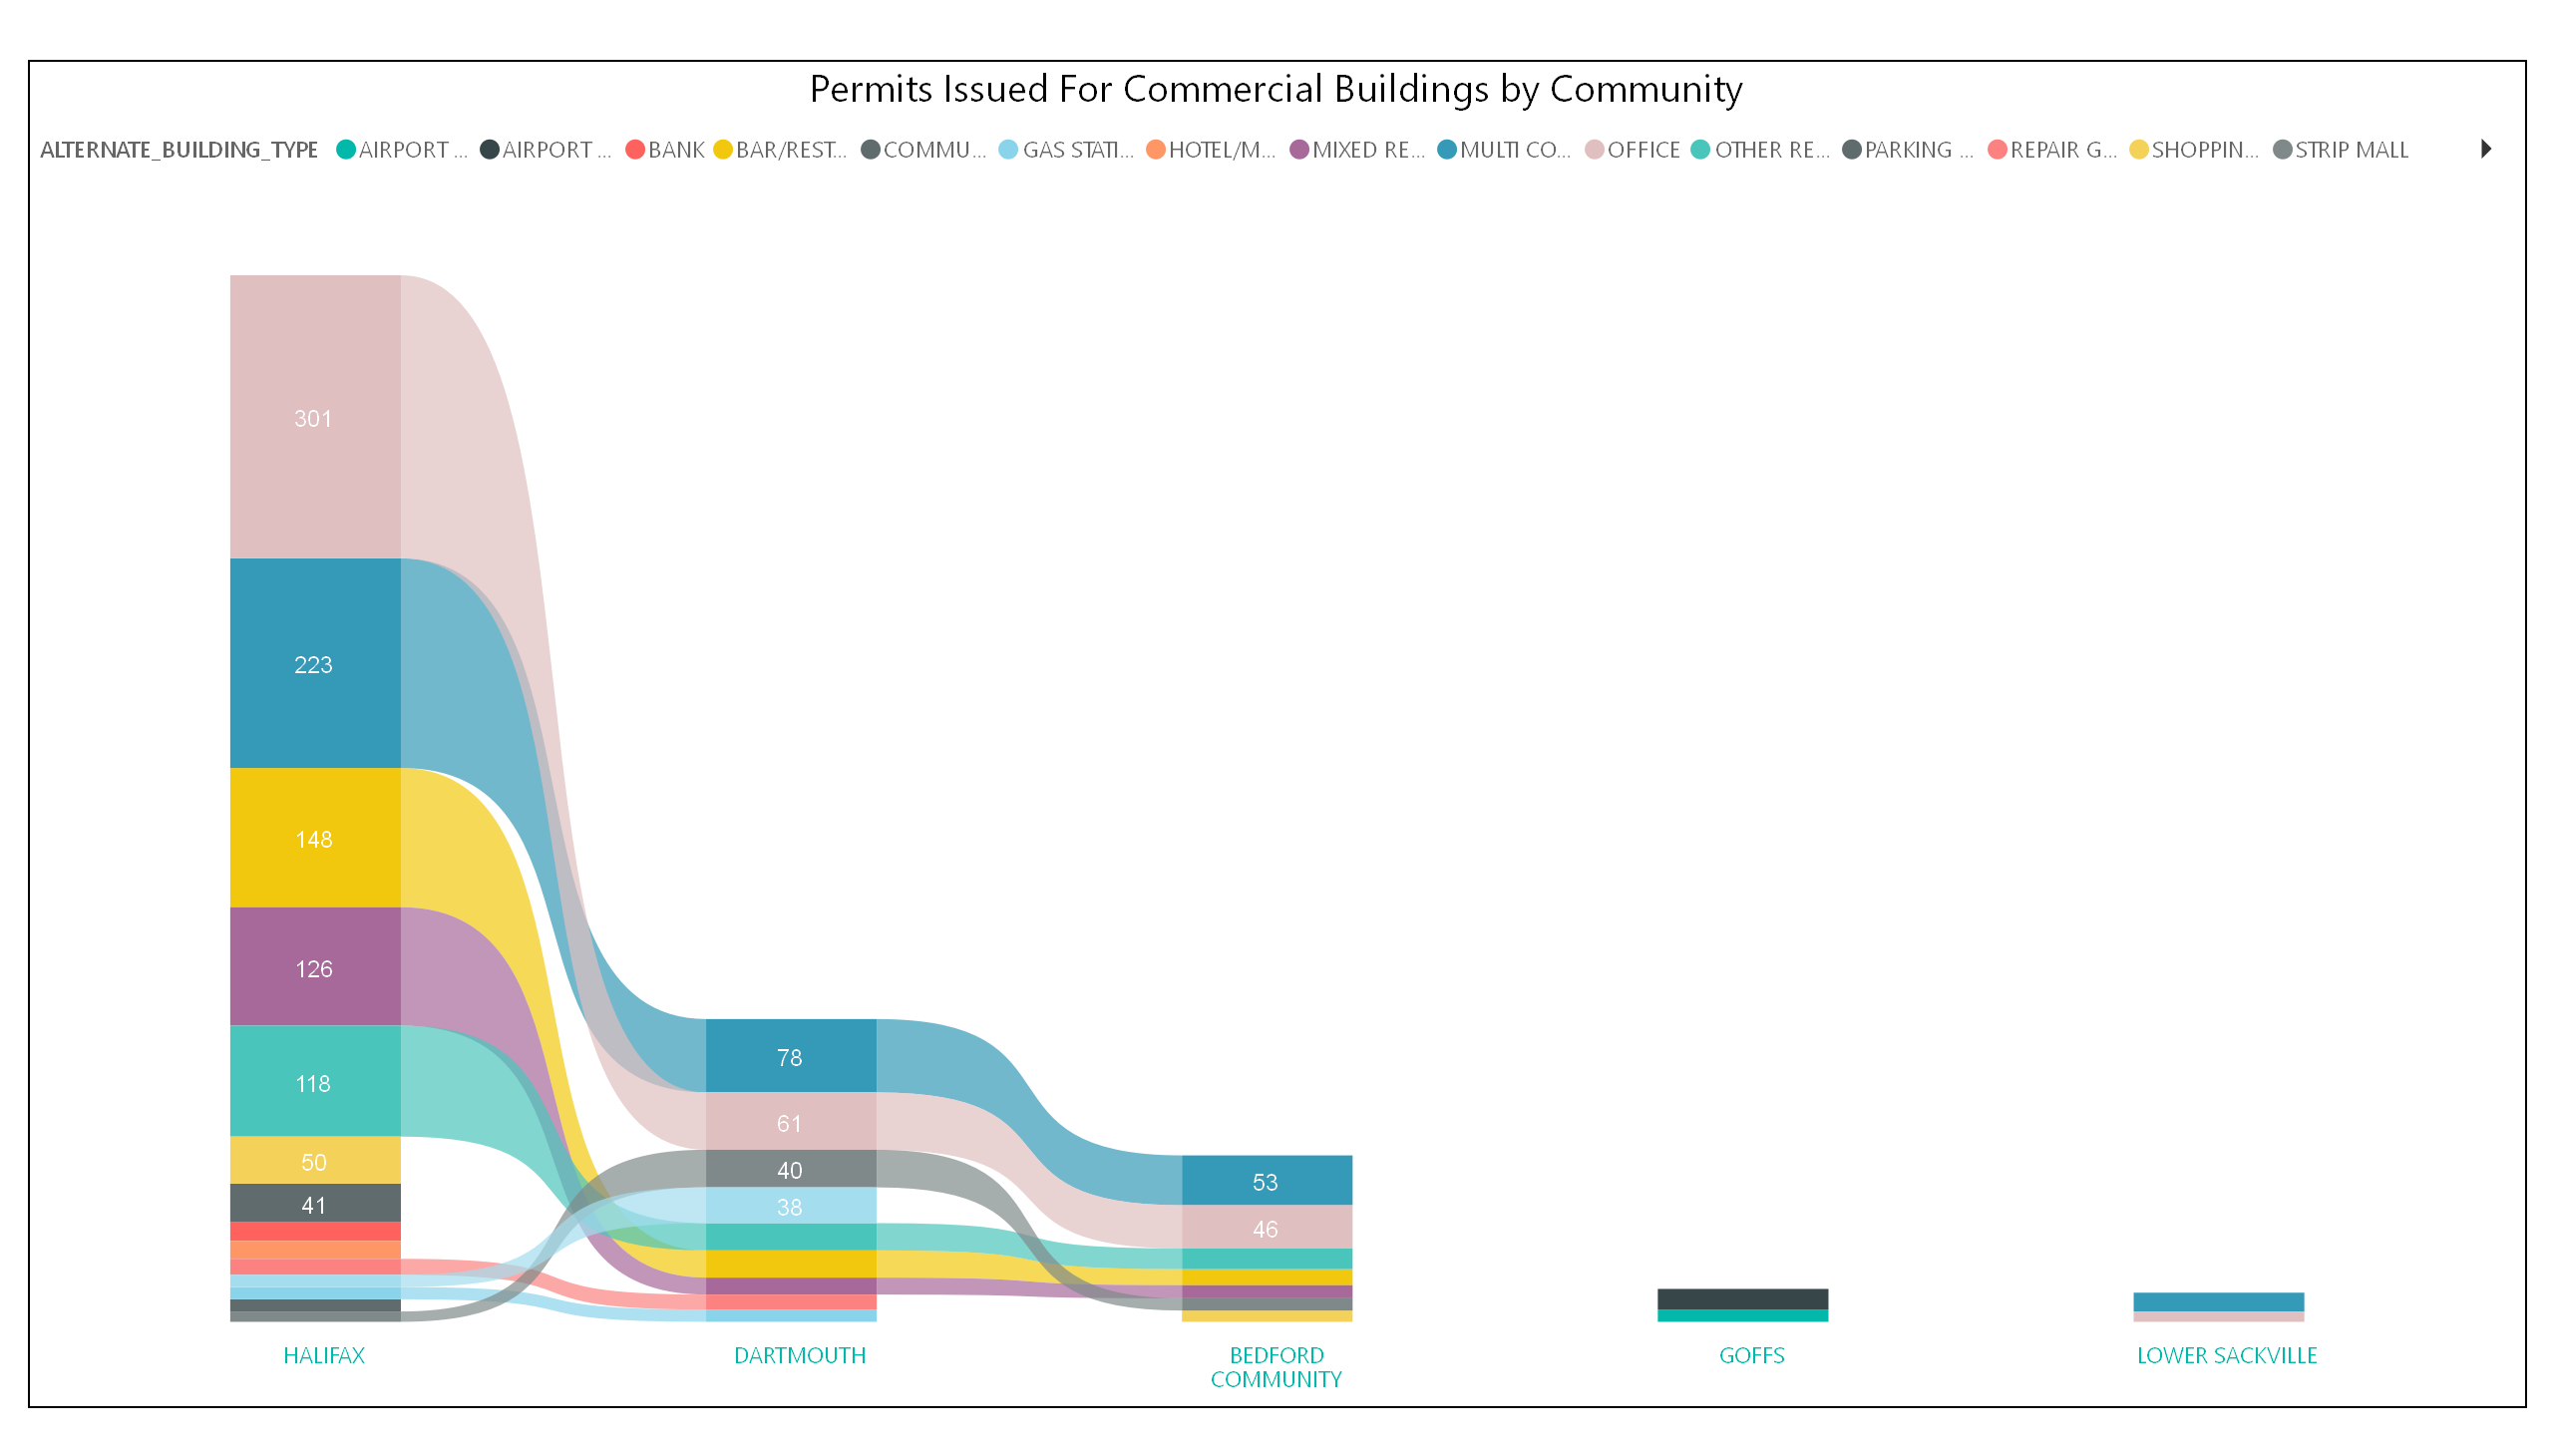 Permits Issued For Commercial Buildings by Community
ALTERNATE_BUILDING_TYPE AIRPORT ... AIRPORT ... BANK BAR/REST... COMMU... GAS STATI... HOTEL/M... MIXED RE... MULTI CO... OFFICE OTHER RE... PARKING ... REPAIR G... SHOPPIN... STRIP MALL
301
223
148
126
118
50
41
78
61
40
38
53
46
HALIFAX
DARTMOUTH
BEDFORD
COMMUNITY
GOFFS
LOWER SACKVILLE